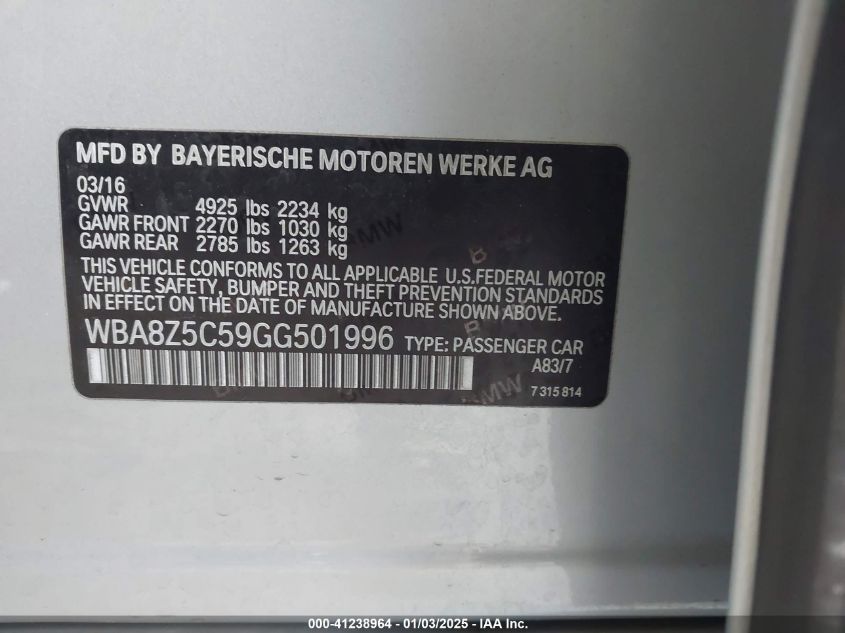 MFD BY BAYERISCHE MOTOREN WERKE AG
03/16
GVWR 4925 lbs 2234 kg
GAWR FRONT 2270 lbs 1030 kg
GAWR REAR 2785 lbs 1263 kg
THIS VEHICLE CONFORMS TO ALL APPLICABLE U.S.FEDERAL MOTOR
VEHICLE SAFETY, BUMPER AND THEFT PREVENTION STANDARDS
IN EFFECT ON THE DATE OF MANUFACTURE SHOWN ABOVE.
WBA8Z5C59GG501996 TYPE: PASSENGER CAR
A83/7
7 315 814
000-41238964 - 01/03/2025 - IAA Inc.